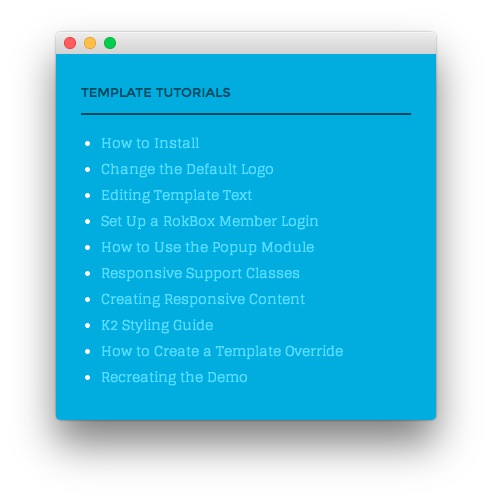 TEMPLATE TUTORIALS
How to Install
Change the Default Logo
Editing Template Text
Set Up a RokBox Member Login
How to Use the Popup Module
Responsive Support Classes
Creating Responsive Content
K2 Styling Guide
How to Create a Template Override
Recreating the Demo